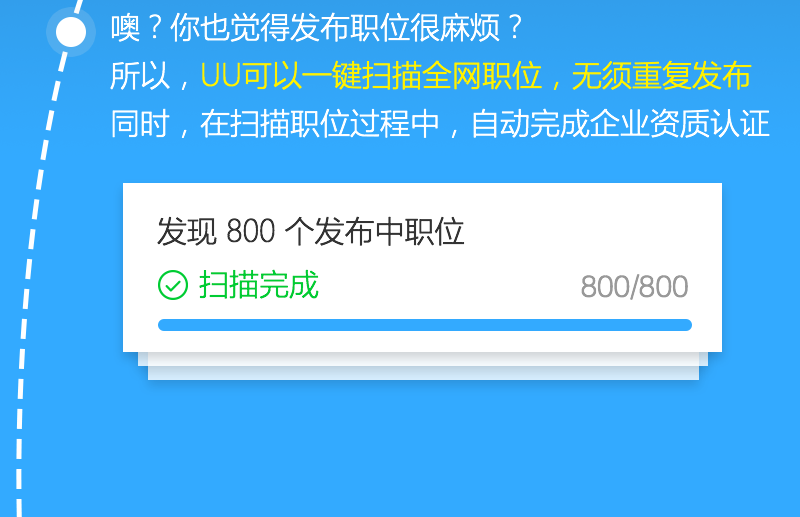 噢？你也觉得发布职位很麻烦？
所以，UU可以一键扫描全网职位，无须重复发布
同时，在扫描职位过程中，自动完成企业资质认证
发现 800 个发布中职位
扫描完成 800/800